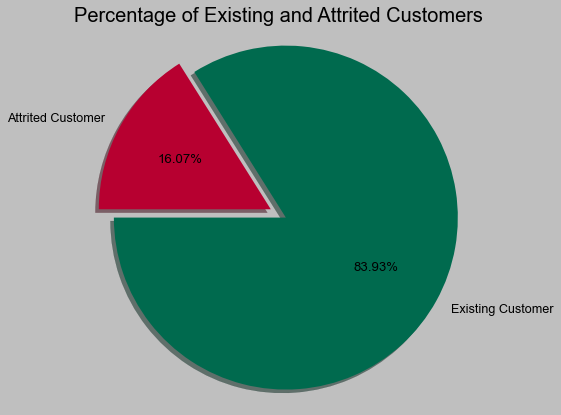 Percentage of Existing and Attrited Customers
Attrited Customer
16.07%
83.93%
Existing Customer